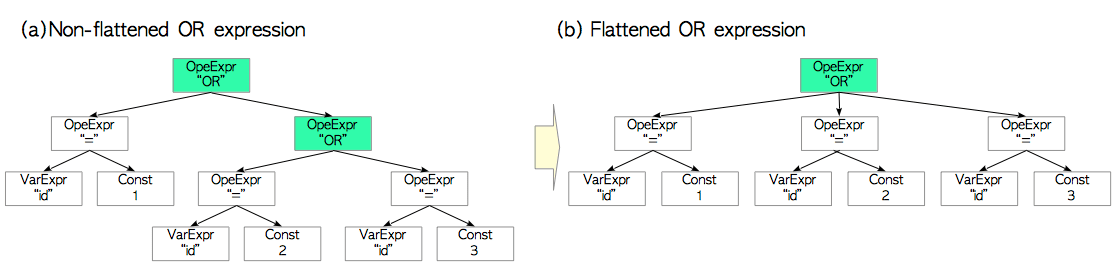 (a)Non-flattened OR expression
OpeExpr
“OR”
OpeExpr
“=”
OpeExpr
“OR”
VarExpr
“id”
Const
1
OpeExpr
“=”
OpeExpr
“=”
VarExpr
“id”
Const
2
VarExpr
“id”
Const
3
(b) Flattened OR expression
OpeExpr
“OR”
OpeExpr
“=”
OpeExpr
“=”
OpeExpr
“=”
VarExpr
“id”
Const
1
VarExpr
“id”
Const
2
VarExpr
“id”
Const
3